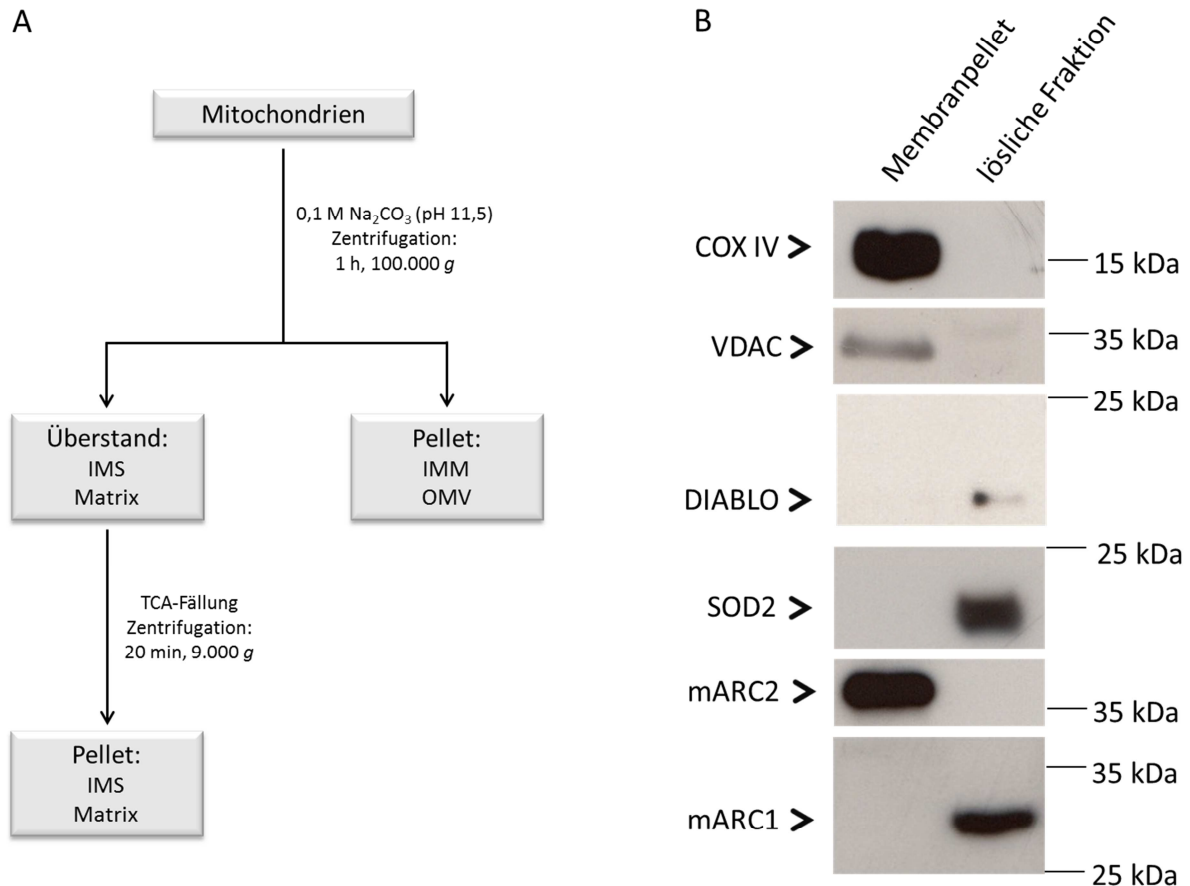 A
Mitochondrien
0,1 M Na₂CO₃ (pH 11,5)
Zentrifugation:
1 h, 100.000 g
Überstand:
IMS
Matrix
Pellet:
IMM
OMV
TCA-Fällung
Zentrifugation:
20 min, 9.000 g
Pellet:
IMS
Matrix
B
Membranpellet
lösliche Fraktion
COX IV
15 kDa
VDAC
35 kDa
25 kDa
DIABLO
25 kDa
SOD2
mARC2
35 kDa
35 kDa
mARC1
25 kDa